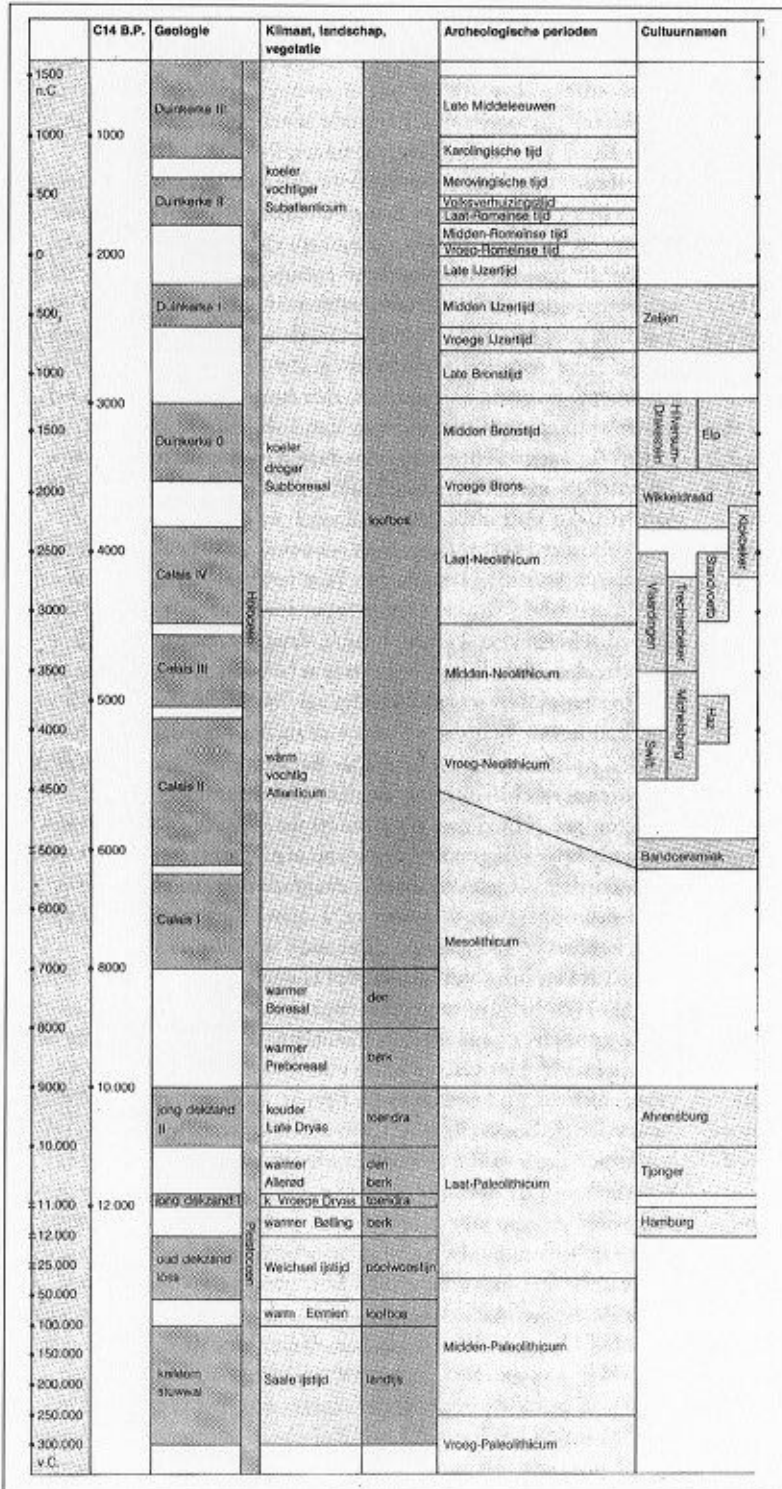 C14 B.P.
Geologie
Klimaat, landschap,
vegetatie
Archeologische perioden
Cultuurnamen
1500
n.C.
1000
500
0
500
1000
1500
2000
2500
3000
3500
4000
4500
5000
6000
7000
8000
9000
10.000
11.000
12.000
25.000
50.000
100.000
150.000
200.000
250.000
300.000
v.C.
1000
2000
3000
4000
5000
6000
8000
10.000
12.000
Duinkerke III
Duinkerke II
Duinkerke I
Duinkerke 0
Calais IV
Calais III
Calais II
Calais I
jong dekzand
II
jong dekzand I
oud dekzand
löss
keileem
stuwwal
Holoceen
Pleistoceen
koeler
vochtiger
Subatlanticum
koeler
droger
Subboreaal
warm
vochtig
Atlanticum
warmer
Boreaal
warmer
Preboreaal
kouder
Late Dryas
warmer
Allerød
k. Vroege Dryas
warmer Bølling
Weichsel ijstijd
warm Eemien
Saale ijstijd
loofbos
den
berk
toendra
den
berk
toendra
berk
poolwoestijn
loofbos
landijs
Late Middeleeuwen
Karolingische tijd
Merovingische tijd
Volksverhuizingstijd
Laat-Romeinse tijd
Midden-Romeinse tijd
Vroeg-Romeinse tijd
Late IJzertijd
Midden IJzertijd
Vroege IJzertijd
Late Bronstijd
Midden Bronstijd
Vroege Brons
Laat-Neolithicum
Midden-Neolithicum
Vroeg-Neolithicum
Mesolithicum
Laat-Paleolithicum
Midden-Paleolithicum
Vroeg-Paleolithicum
Zeijen
Hilversum-
Drakestein
Elp
Wikkeldraad
Klokbeker
Standvoetb
Trechterbeker
Vlaardingen
Haz
Michelsberg
Swift.
Bandceramiek
Ahrensburg
Tjonger
Hamburg